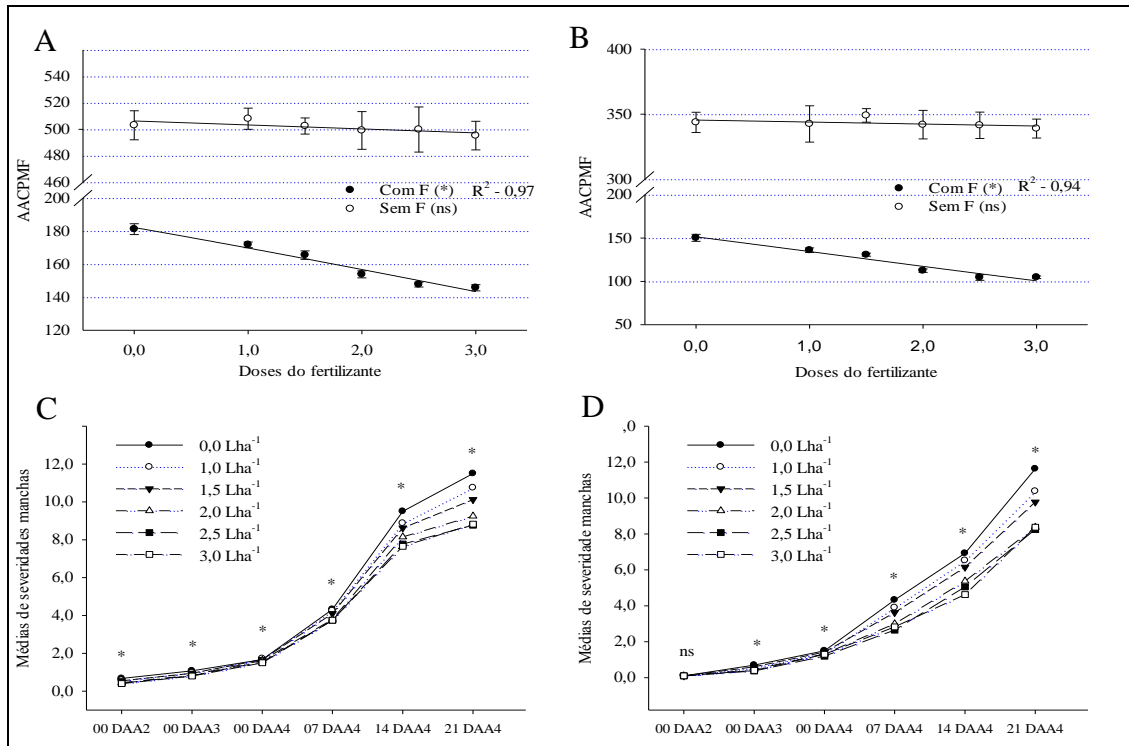 A
AACPMF
540
520
500
480
460
200
180
160
140
120
Com F (*) R² - 0,97
Sem F (ns)
0,0 1,0 2,0 3,0
Doses do fertilizante
B
AACPMF
400
350
300
200
150
100
50
Com F (*) R² - 0,94
Sem F (ns)
0,0 1,0 2,0 3,0
Doses do fertilizante
C
Médias de severidades manchas
12,0
10,0
8,0
6,0
4,0
2,0
0,0
0,0 Lha⁻¹
1,0 Lha⁻¹
1,5 Lha⁻¹
2,0 Lha⁻¹
2,5 Lha⁻¹
3,0 Lha⁻¹
* * * * * *
00 DAA2 00 DAA3 00 DAA4 07 DAA4 14 DAA4 21 DAA4
D
Médias de severidade manchas
,0
12,0
10,0
8,0
6,0
4,0
2,0
0,0
0,0 Lha⁻¹
1,0 Lha⁻¹
1,5 Lha⁻¹
2,0 Lha⁻¹
2,5 Lha⁻¹
3,0 Lha⁻¹
ns * * * * *
00 DAA2 00 DAA3 00 DAA4 07 DAA4 14 DAA4 21 DAA4